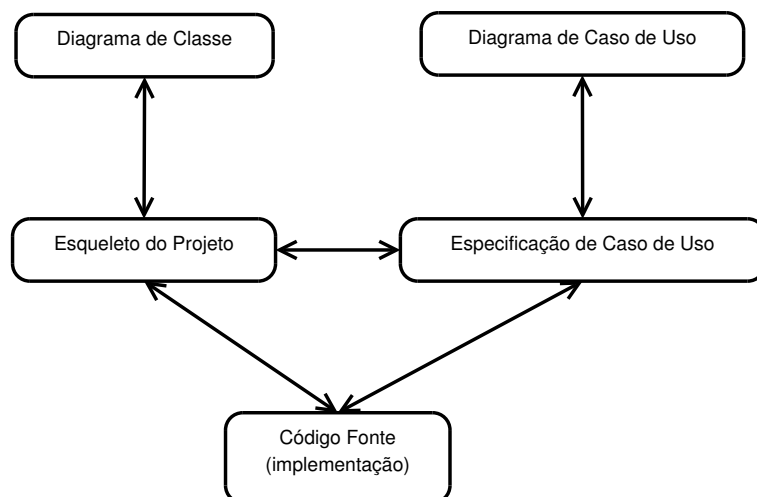 Diagrama de Classe
Diagrama de Caso de Uso
Esqueleto do Projeto
Especificação de Caso de Uso
Código Fonte
(implementação)